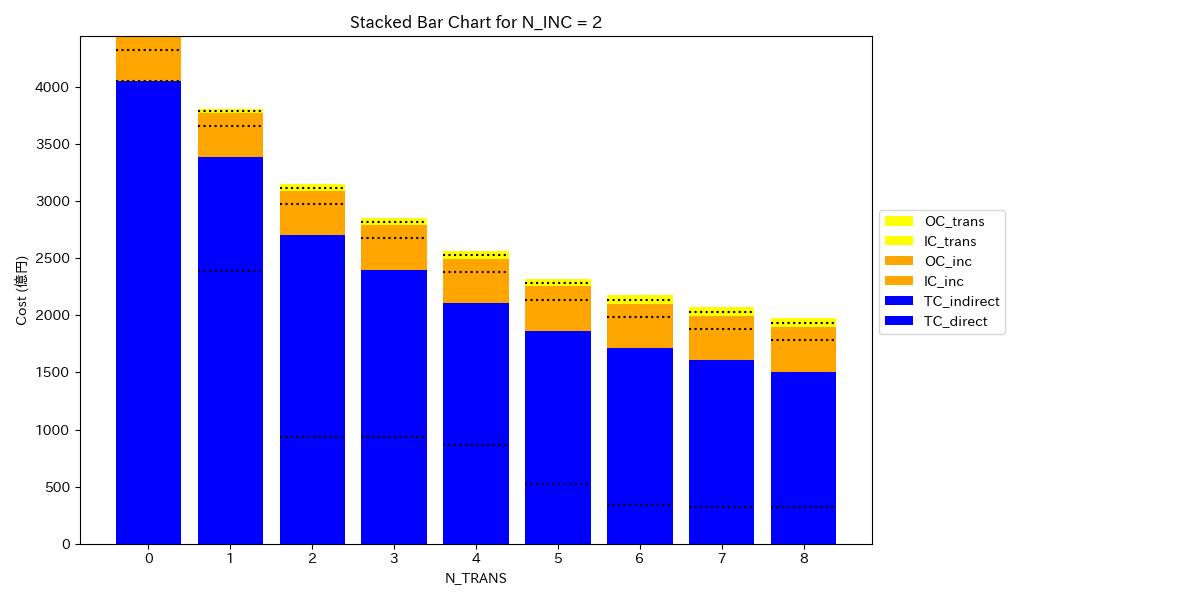 Stacked Bar Chart for N_INC = 2
Cost (億円)
4000
3500
3000
2500
2000
1500
1000
500
0
0 1 2 3 4 5 6 7 8
N_TRANS
OC_trans
IC_trans
OC_inc
IC_inc
TC_indirect
TC_direct